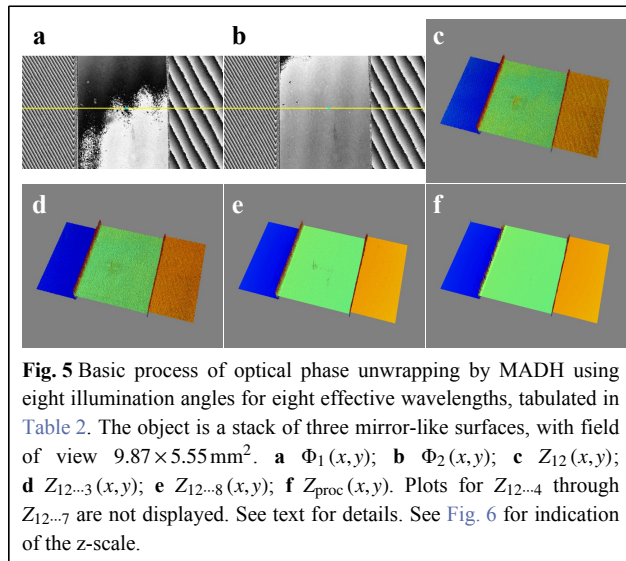 a
b
c
d
e
f
Fig. 5 Basic process of optical phase unwrapping by MADH using
eight illumination angles for eight effective wavelengths, tabulated in
Table 2. The object is a stack of three mirror-like surfaces, with field
of view 9.87×5.55 mm². a Φ₁(x,y); b Φ₂(x,y); c Z₁₂(x,y);
d Z₁₂...₃(x,y); e Z₁₂...₈(x,y); f Z_proc(x,y). Plots for Z₁₂...₄ through
Z₁₂...₇ are not displayed. See text for details. See Fig. 6 for indication
of the z-scale.